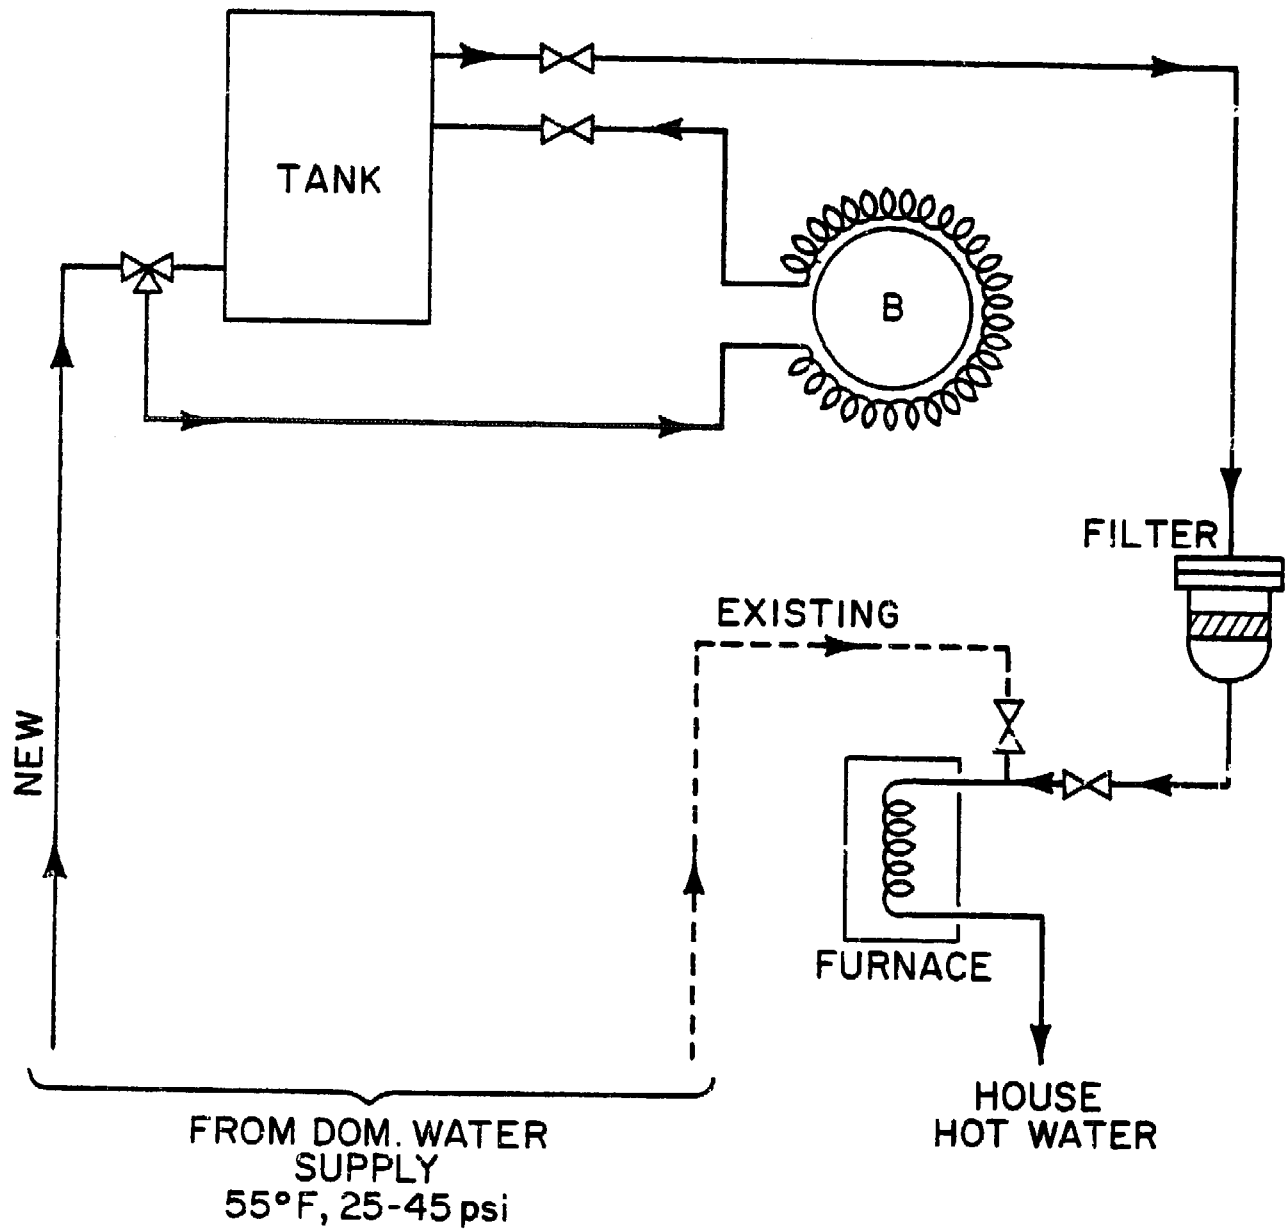 TANK
B
FILTER
EXISTING
NEW
FURNACE
HOUSE
HOT WATER
FROM DOM. WATER
SUPPLY
55°F, 25-45 psi